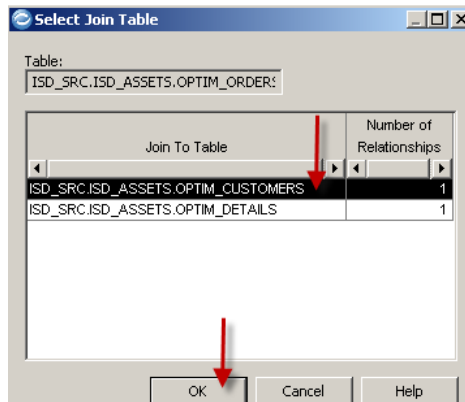 Select Join Table
Table:
ISD_SRC.ISD_ASSETS.OPTIM_ORDERS
Join To Table
Number of
Relationships
ISD_SRC.ISD_ASSETS.OPTIM_CUSTOMERS 1
ISD_SRC.ISD_ASSETS.OPTIM_DETAILS 1
OK Cancel Help